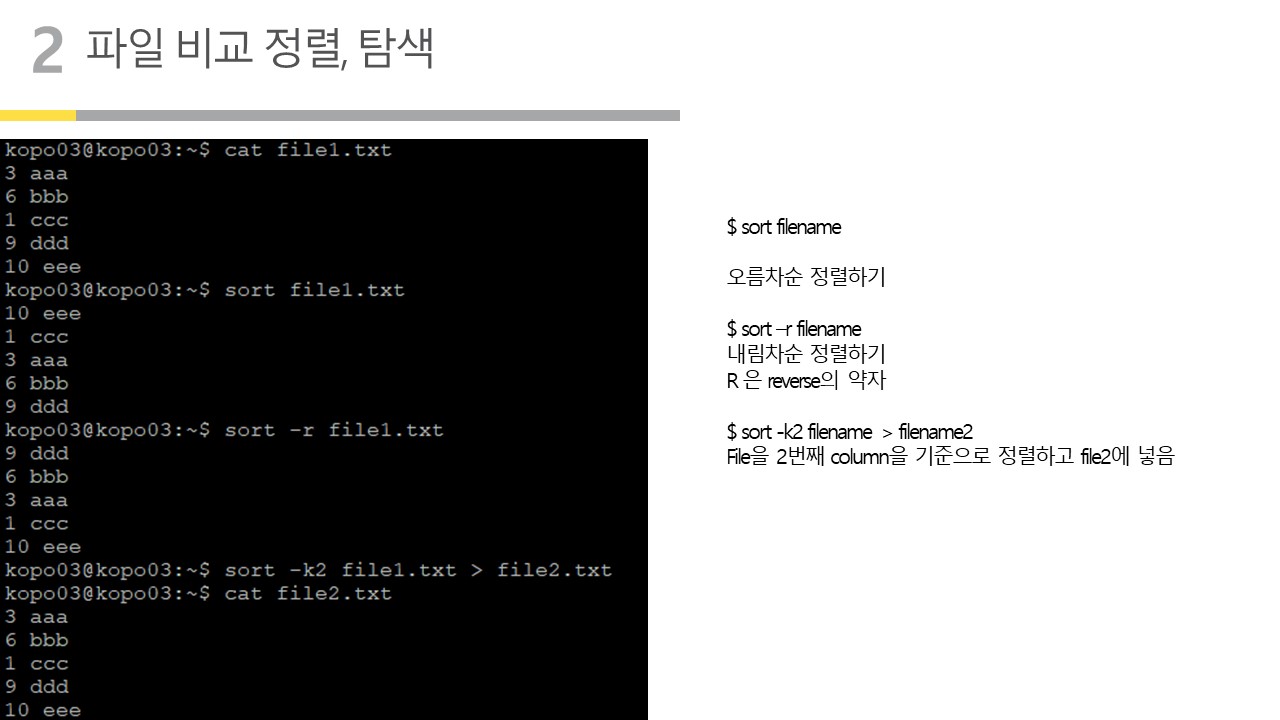 2 파일 비교 정렬, 탐색
kopo03@kopo03:~$ cat file1.txt
3 aaa
6 bbb
1 ccc
9 ddd
10 eee
kopo03@kopo03:~$ sort file1.txt
10 eee
1 ccc
3 aaa
6 bbb
9 ddd
kopo03@kopo03:~$ sort -r file1.txt
9 ddd
6 bbb
3 aaa
1 ccc
10 eee
kopo03@kopo03:~$ sort -k2 file1.txt > file2.txt
kopo03@kopo03:~$ cat file2.txt
3 aaa
6 bbb
1 ccc
9 ddd
10 eee
$ sort filename
오름차순 정렬하기
$ sort –r filename
내림차순 정렬하기
R 은 reverse의 약자
$ sort -k2 filename > filename2
File을 2번째 column을 기준으로 정렬하고 file2에 넣음